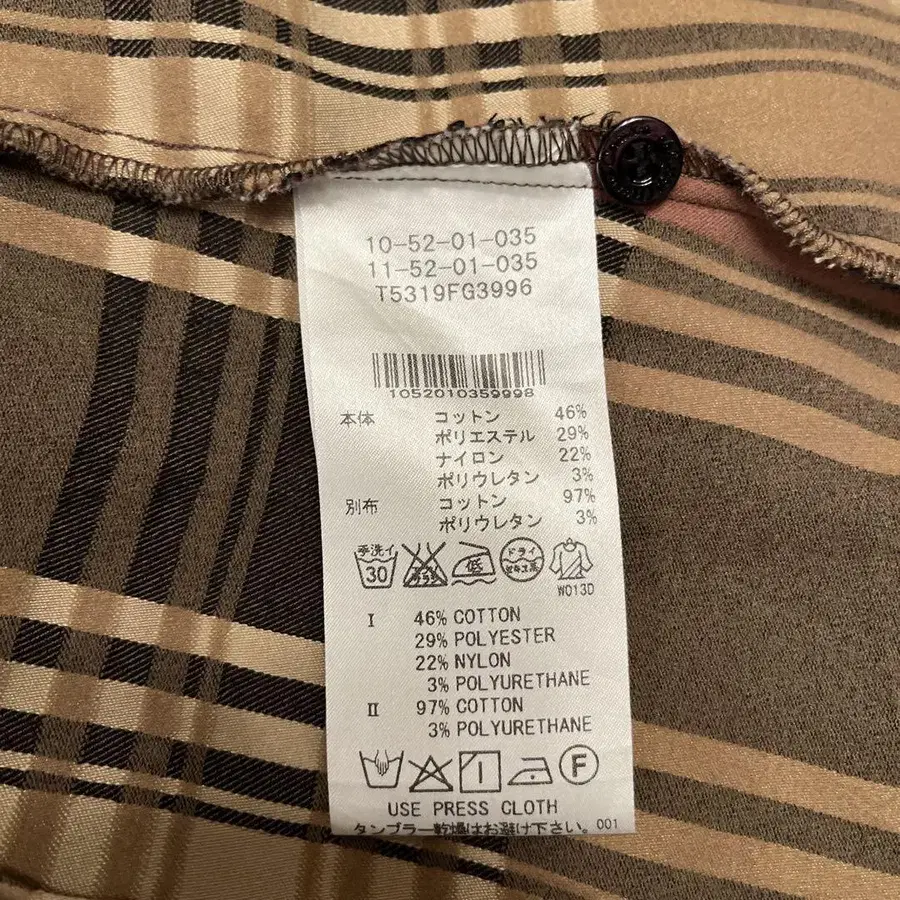 10-52-01-035
11-52-01-035
T5319FG3996
1052010359998
本体 コットン 46%
ポリエステル 29%
ナイロン 22%
ポリウレタン 3%
別布 コットン 97%
ポリウレタン 3%
手洗イ 30 低 ドライ セキユ系
W013D
I 46% COTTON
29% POLYESTER
22% NYLON
3% POLYURETHANE
II 97% COTTON
3% POLYURETHANE
F
USE PRESS CLOTH
タンブラー乾燥はお避け下さい。 001